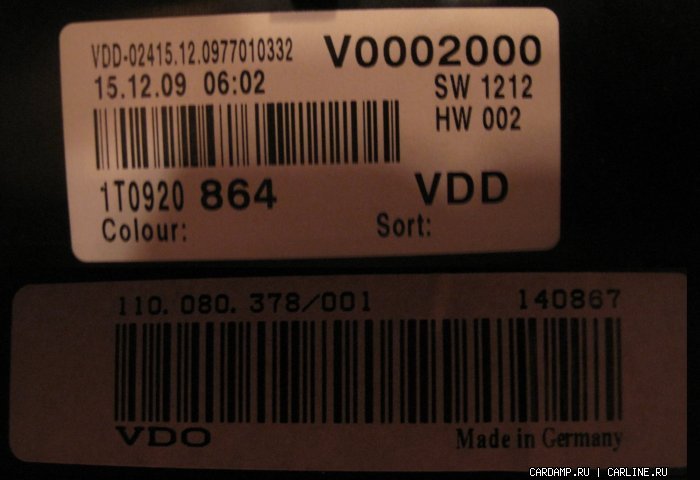 VDD-02415.12.0977010332 V0002000
15.12.09 06:02 SW 1212
HW 002
1T0920 864 VDD
Colour: Sort:
110.080.378/001 140867
VDO Made in Germany
CARDAMP.RU | CARLINE.RU